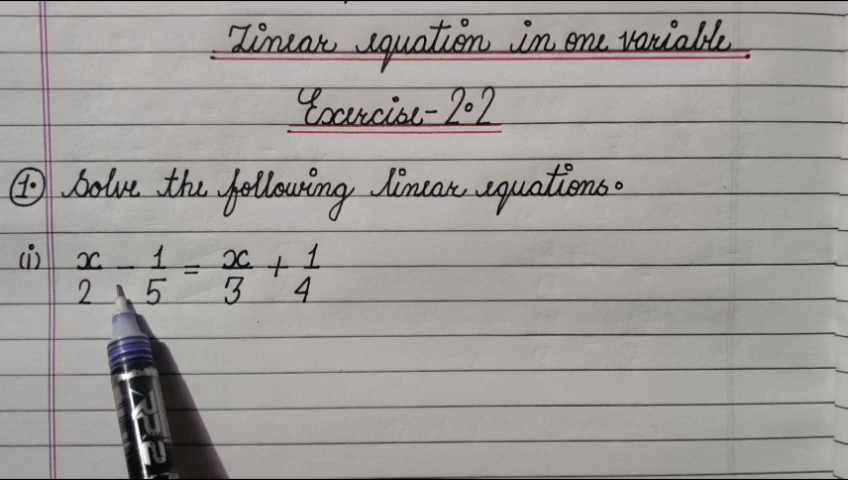 Linear equation in one variable
Exercise-2.2
1. Solve the following linear equations.
(i) x/2 - 1/5 = x/3 + 1/4